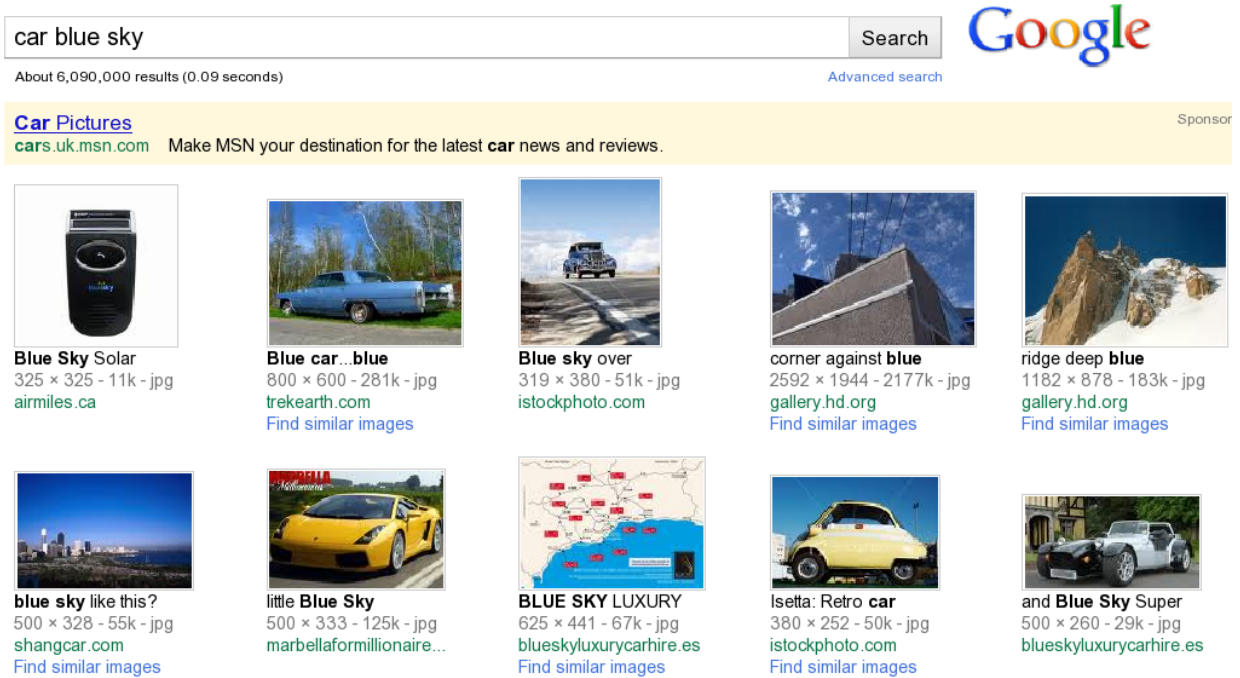 car blue sky
Search
Google
About 6,090,000 results (0.09 seconds)
Advanced search
Car Pictures
Sponsor
cars.uk.msn.com Make MSN your destination for the latest car news and reviews.
Blue Sky Solar
325 × 325 - 11k - jpg
airmiles.ca
Blue car...blue
800 × 600 - 281k - jpg
trekearth.com
Find similar images
Blue sky over
319 × 380 - 51k - jpg
istockphoto.com
corner against blue
2592 × 1944 - 2177k - jpg
gallery.hd.org
Find similar images
ridge deep blue
1182 × 878 - 183k - jpg
gallery.hd.org
Find similar images
blue sky like this?
500 × 328 - 55k - jpg
shangcar.com
Find similar images
little Blue Sky
500 × 333 - 125k - jpg
marbellaformillionaire...
BLUE SKY LUXURY
625 × 441 - 67k - jpg
blueskyluxurycarhire.es
Find similar images
Isetta: Retro car
380 × 252 - 50k - jpg
istockphoto.com
Find similar images
and Blue Sky Super
500 × 260 - 29k - jpg
blueskyluxurycarhire.es